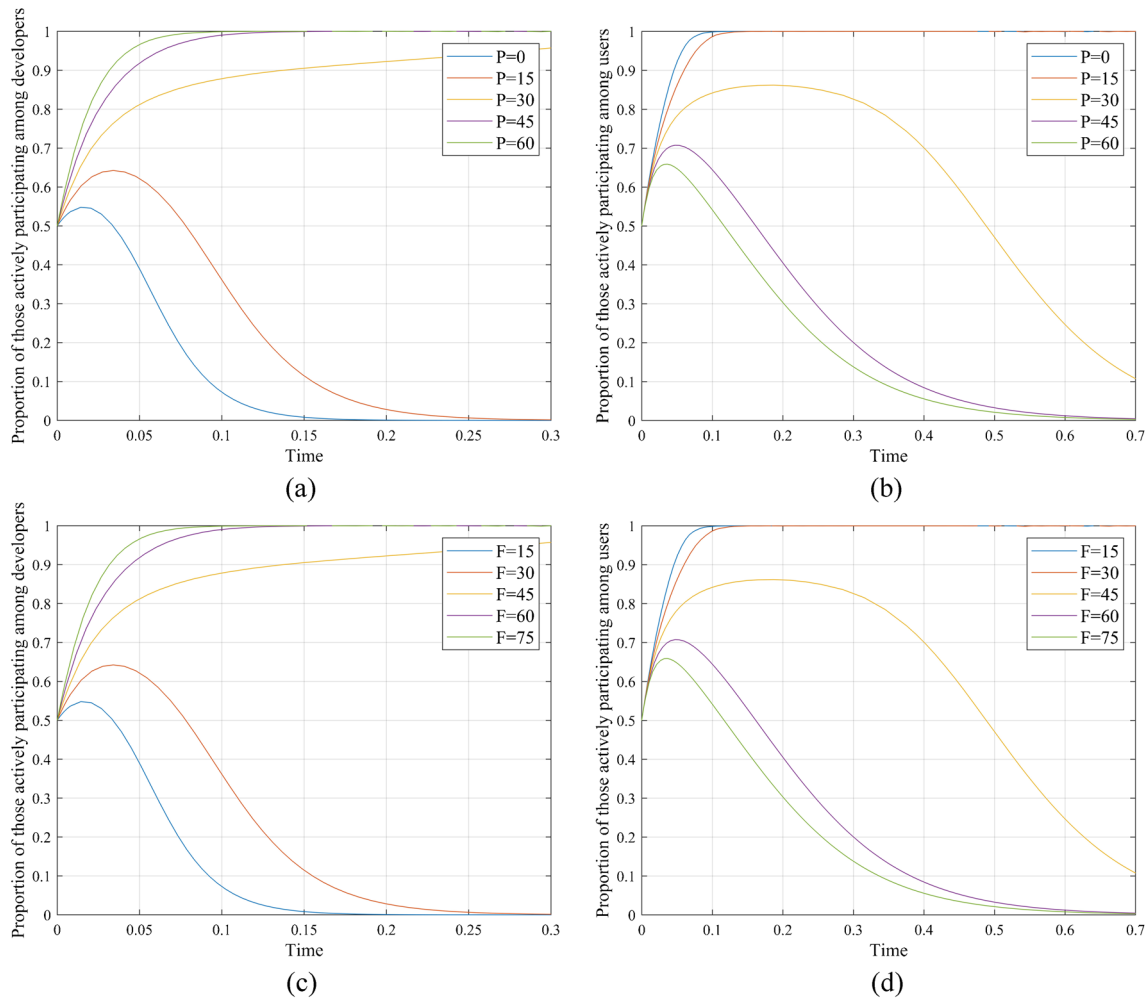 Proportion of those actively participating among developers
1
0.9
0.8
0.7
0.6
0.5
0.4
0.3
0.2
0.1
0
0 0.05 0.1 0.15 0.2 0.25 0.3
Time
P=0
P=15
P=30
P=45
P=60
(a)
Proportion of those actively participating among users
1
0.9
0.8
0.7
0.6
0.5
0.4
0.3
0.2
0.1
0
0 0.1 0.2 0.3 0.4 0.5 0.6 0.7
Time
P=0
P=15
P=30
P=45
P=60
(b)
Proportion of those actively participating among developers
1
0.9
0.8
0.7
0.6
0.5
0.4
0.3
0.2
0.1
0
0 0.05 0.1 0.15 0.2 0.25 0.3
Time
F=15
F=30
F=45
F=60
F=75
(c)
Proportion of those actively participating among users
1
0.9
0.8
0.7
0.6
0.5
0.4
0.3
0.2
0.1
0
0 0.1 0.2 0.3 0.4 0.5 0.6 0.7
Time
F=15
F=30
F=45
F=60
F=75
(d)